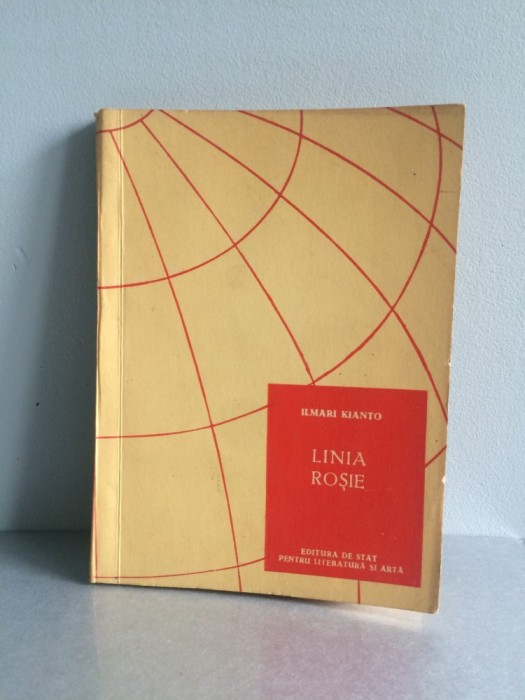 ILMARI KIANTO
LINIA
ROȘIE
EDITURA DE STAT
PENTRU LITERATURĂ ȘI ARTĂ